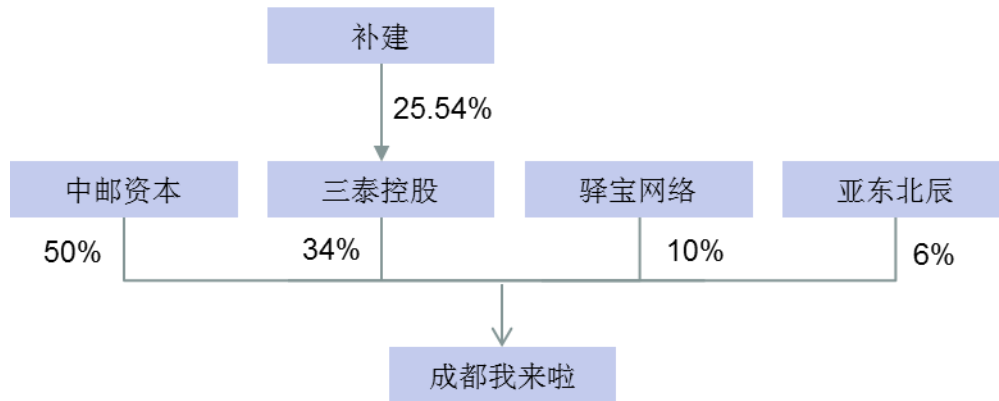 补建
25.54%
中邮资本
三泰控股
驿宝网络
亚东北辰
50%
34%
10%
6%
成都我来啦